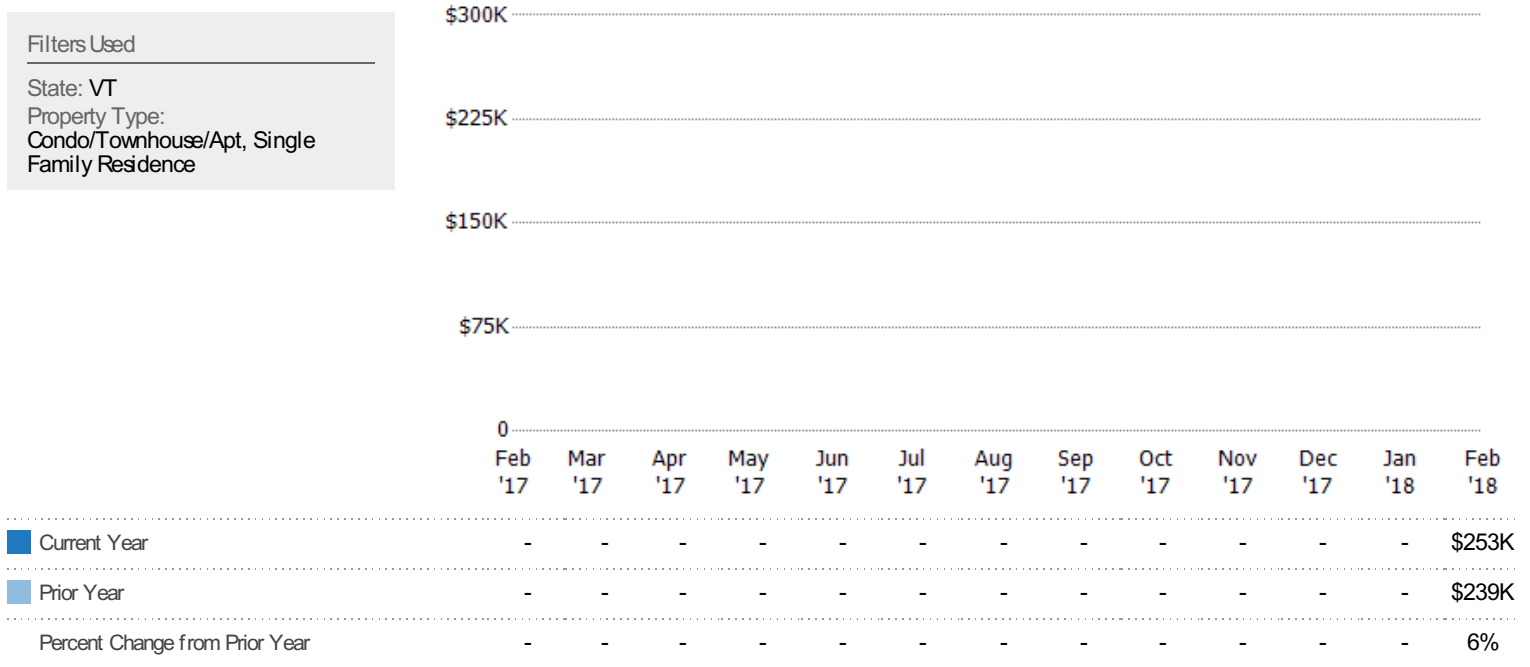 Filters Used
State: VT
Property Type:
Condo/Townhouse/Apt, Single
Family Residence
$300K
$225K
$150K
$75K
0
Feb Mar Apr May Jun Jul Aug Sep Oct Nov Dec Jan Feb
'17 '17 '17 '17 '17 '17 '17 '17 '17 '17 '17 '18 '18
Current Year - - - - - - - - - - - - $253K
Prior Year - - - - - - - - - - - - $239K
Percent Change from Prior Year - - - - - - - - - - - - 6%